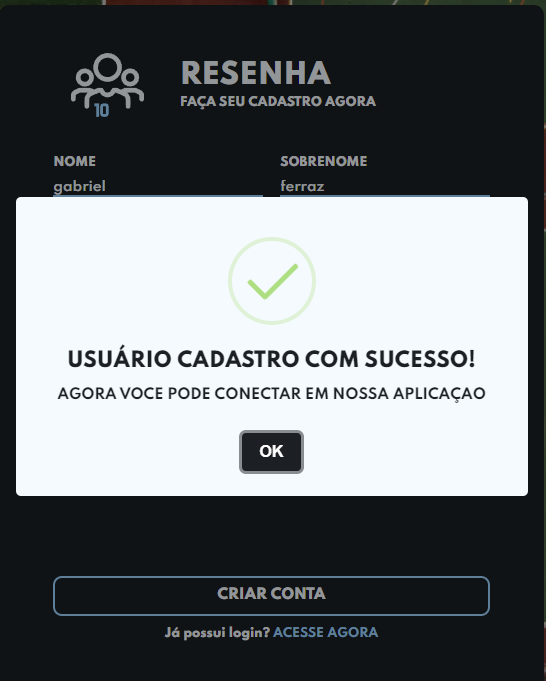 RESENHA
FAÇA SEU CADASTRO AGORA
10
NOME
SOBRENOME
gabriel
ferraz
USUÁRIO CADASTRO COM SUCESSO!
AGORA VOCE PODE CONECTAR EM NOSSA APLICAÇAO
OK
CRIAR CONTA
Já possui login? ACESSE AGORA